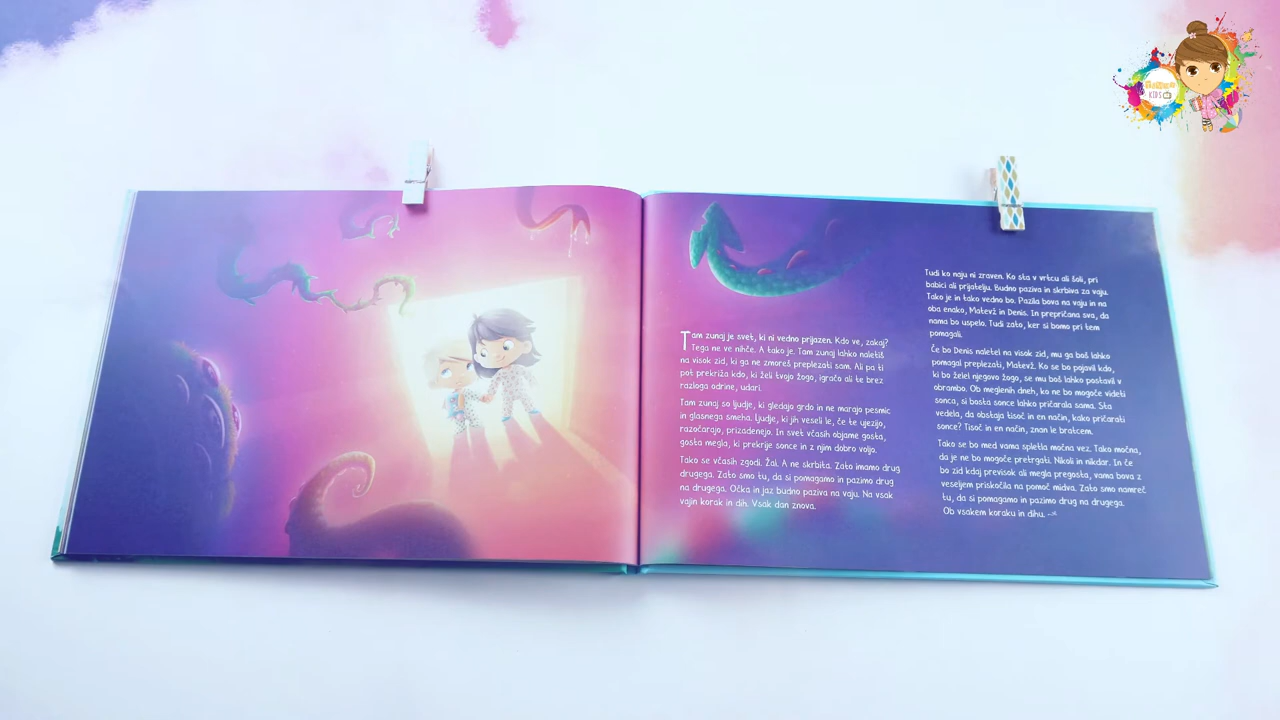 Tam zunaj je svet, ki ni vedno prijazen. Kdo ve, zakaj?
Tega ne ve nihče. A tako je. Tam zunaj lahko naletiš
na visok zid, ki ga ne zmoreš preplezati sam. Ali pa ti
pot prekriža kdo, ki želi tvojo žogo, igračo ali te brez
razloga odrine, udari.
Tam zunaj so ljudje, ki gledajo grdo in ne marajo pesmic
in glasnega smeha. Ljudje, ki jih veseli le, če te ujezijo,
razočarajo, prizadenejo. In svet včasih objame gosta,
gosta megla, ki prekrije sonce in z njim dobro voljo.
Tako se včasih zgodi. Žal. A ne skrbita. Zato imamo drug
drugega. Zato smo tu, da si pomagamo in pazimo drug
na drugega. Očka in jaz budno paziva na vaju. Na vsak
vajin korak in dih. Vsak dan znova.
Tudi ko naju ni zraven. Ko sta v vrtcu ali šoli, pri
babici ali prijatelju. Budno paziva in skrbiva za vaju.
Tako je in tako vedno bo. Pazila bova na vaju in na
oba enako, Matevž in Denis. In prepričana sva, da
nama bo uspelo. Tudi zato, ker si bomo pri tem
pomagali.
Če bo Denis naletel na visok zid, mu ga boš lahko
pomagal preplezati, Matevž. Ko se bo pojavil kdo,
ki bo želel njegovo žogo, se mu boš lahko postavil v
obrambo. Ob meglenih dneh, ko ne bo mogoče videti
sonca, si bosta sonce lahko pričarala sama. Sta
vedela, da obstaja tisoč in en način, kako pričarati
sonce? Tisoč in en način, znan le bratcem.
Tako se bo med vama spletla močna vez. Tako močna,
da je ne bo mogoče pretrgati. Nikoli in nikdar. In če
bo zid kdaj previsok ali megla pregosta, vama bova z
veseljem priskočila na pomoč midva. Zato smo namreč
tu, da si pomagamo in pazimo drug na drugega.
Ob vsakem koraku in dihu.
KIDS